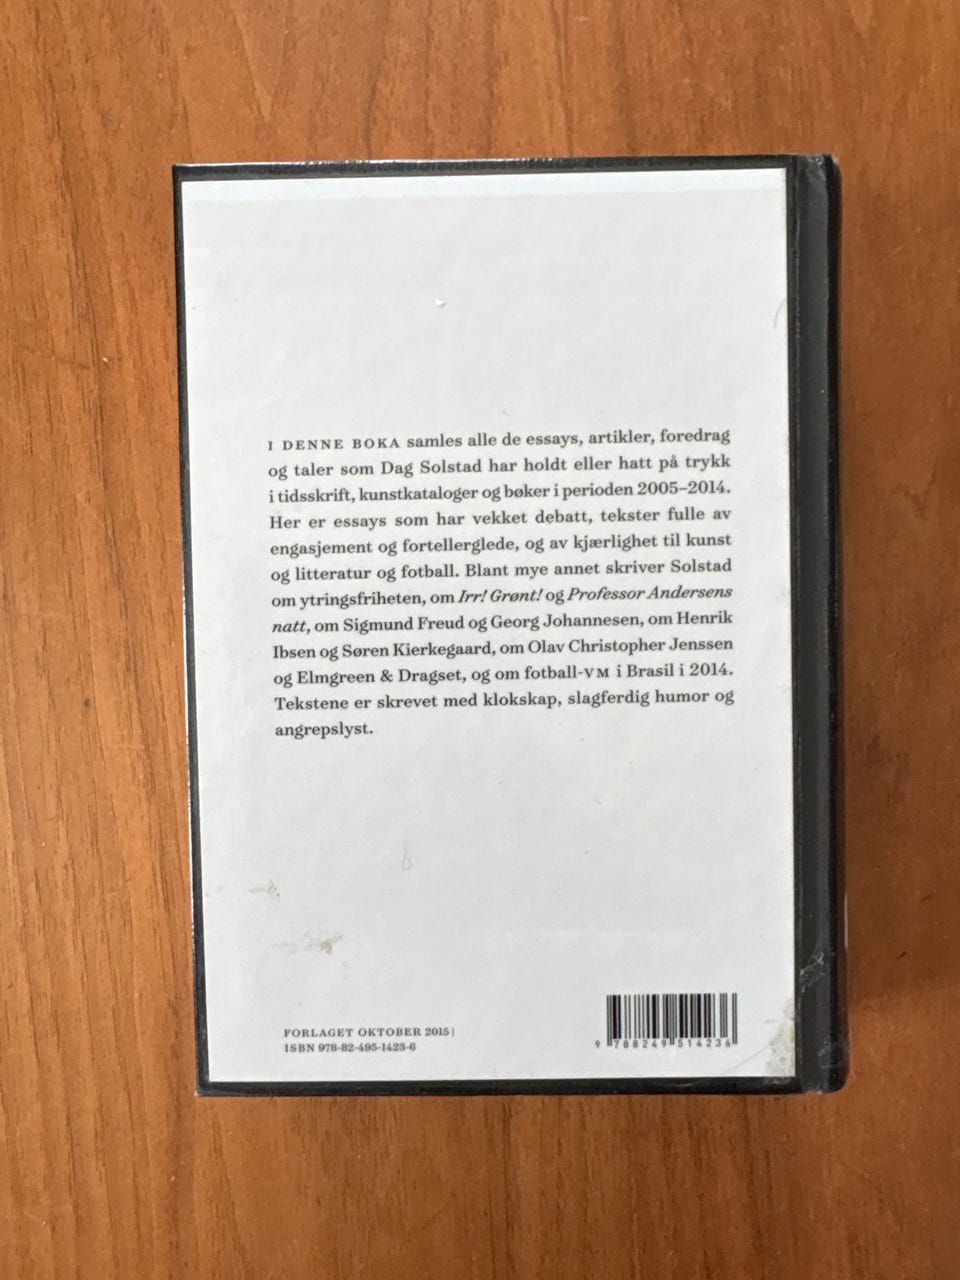 I DENNE BOKA samles alle de essays, artikler, foredrag
og taler som Dag Solstad har holdt eller hatt på trykk
i tidsskrift, kunstkataloger og bøker i perioden 2005–2014.
Her er essays som har vekket debatt, tekster fulle av
engasjement og fortellerglede, og av kjærlighet til kunst
og litteratur og fotball. Blant mye annet skriver Solstad
om ytringsfriheten, om Irr! Grønt! og Professor Andersens
natt, om Sigmund Freud og Georg Johannesen, om Henrik
Ibsen og Søren Kierkegaard, om Olav Christopher Jenssen
og Elmgreen & Dragset, og om fotball-VM i Brasil i 2014.
Tekstene er skrevet med klokskap, slagferdig humor og
angrepslyst.
FORLAGET OKTOBER 2015|
ISBN 978-82-495-1423-6
9 788249 514236